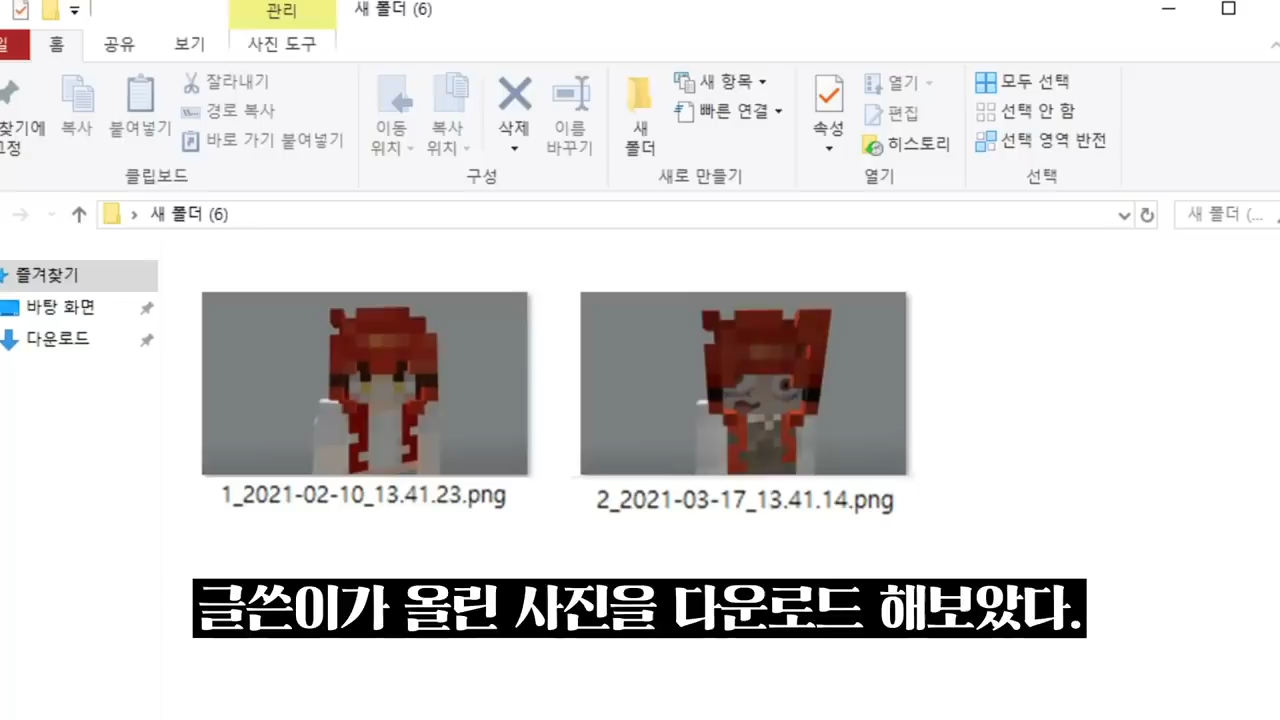 관리
새 폴더 (6)
일
홈
공유
보기
사진 도구
복사
붙여넣기
잘라내기
경로 복사
바로 가기 붙여넣기
클립보드
이동
위치
복사
위치
삭제
이름
바꾸기
구성
새
폴더
새 항목
빠른 연결
새로 만들기
속성
열기
편집
히스토리
열기
모두 선택
선택 안 함
선택 영역 반전
선택
새 폴더 (6)
새 폴더 (...
즐겨찾기
바탕 화면
다운로드
1_2021-02-10_13.41.23.png
2_2021-03-17_13.41.14.png
글쓴이가 올린 사진을 다운로드 해보았다.